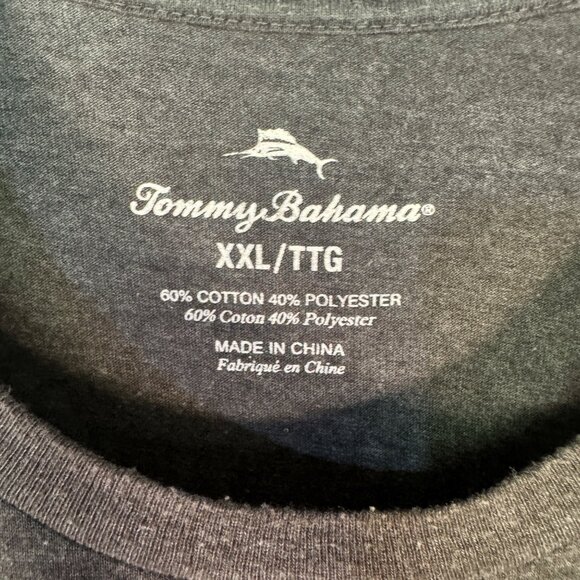 Tommy Bahama®
XXL/TTG
60% COTTON 40% POLYESTER
60% Coton 40% Polyester
MADE IN CHINA
Fabriqué en Chine